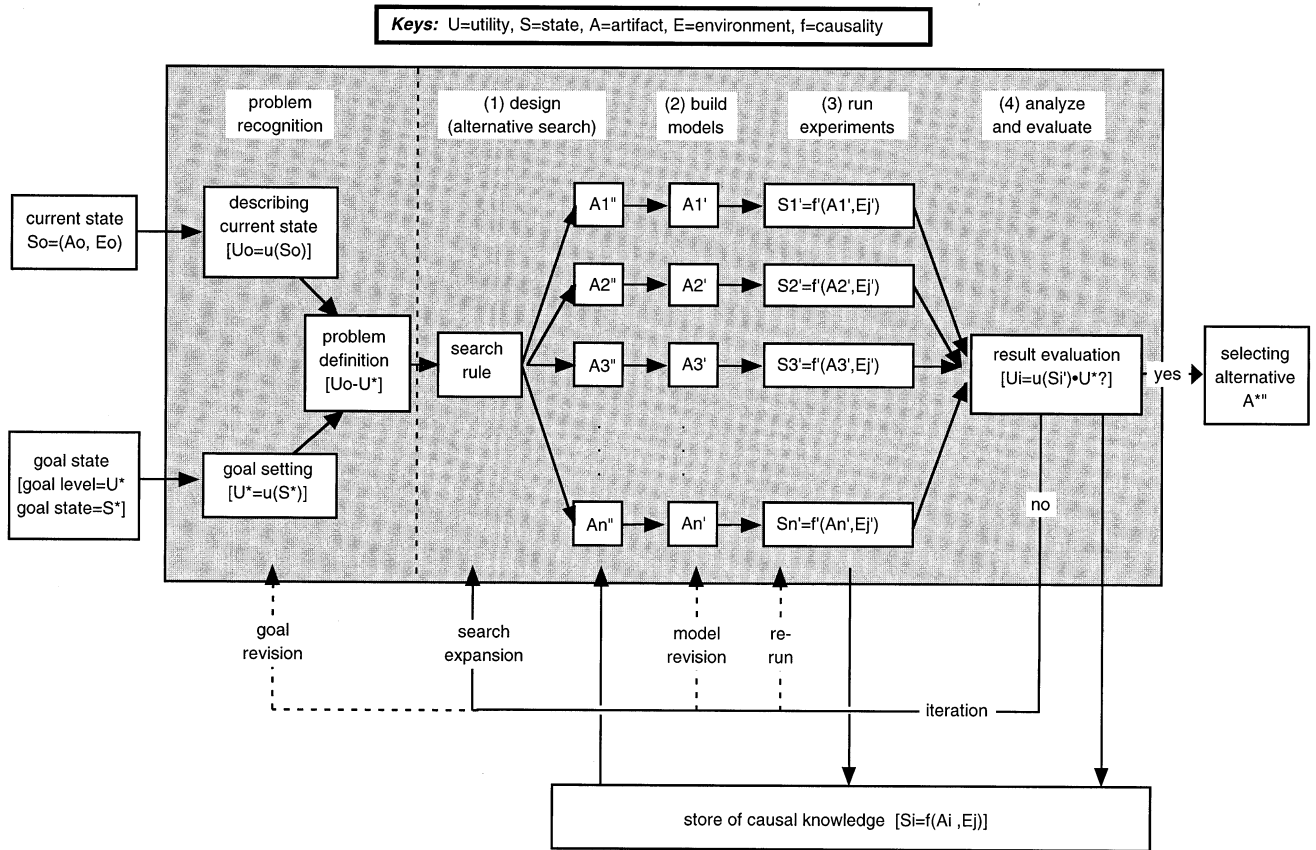 Keys: U=utility, S=state, A=artifact, E=environment, f=causality
problem
recognition
(1) design
(alternative search)
(2) build
models
(3) run
experiments
(4) analyze
and evaluate
current state
So=(Ao, Eo)
describing
current state
[Uo=u(So)]
problem
definition
[Uo-U*]
goal state
[goal level=U*
goal state=S*]
goal setting
[U*=u(S*)]
search
rule
A1"
A1'
S1'=f'(A1',Ej')
A2"
A2'
S2'=f'(A2',Ej')
A3"
A3'
S3'=f'(A3',Ej')
An"
An'
Sn'=f'(An',Ej')
result evaluation
[Ui=u(Si')•U*?]
yes
selecting
alternative
A*"
no
goal
revision
search
expansion
model
revision
re-
run
iteration
store of causal knowledge [Si=f(Ai ,Ej)]